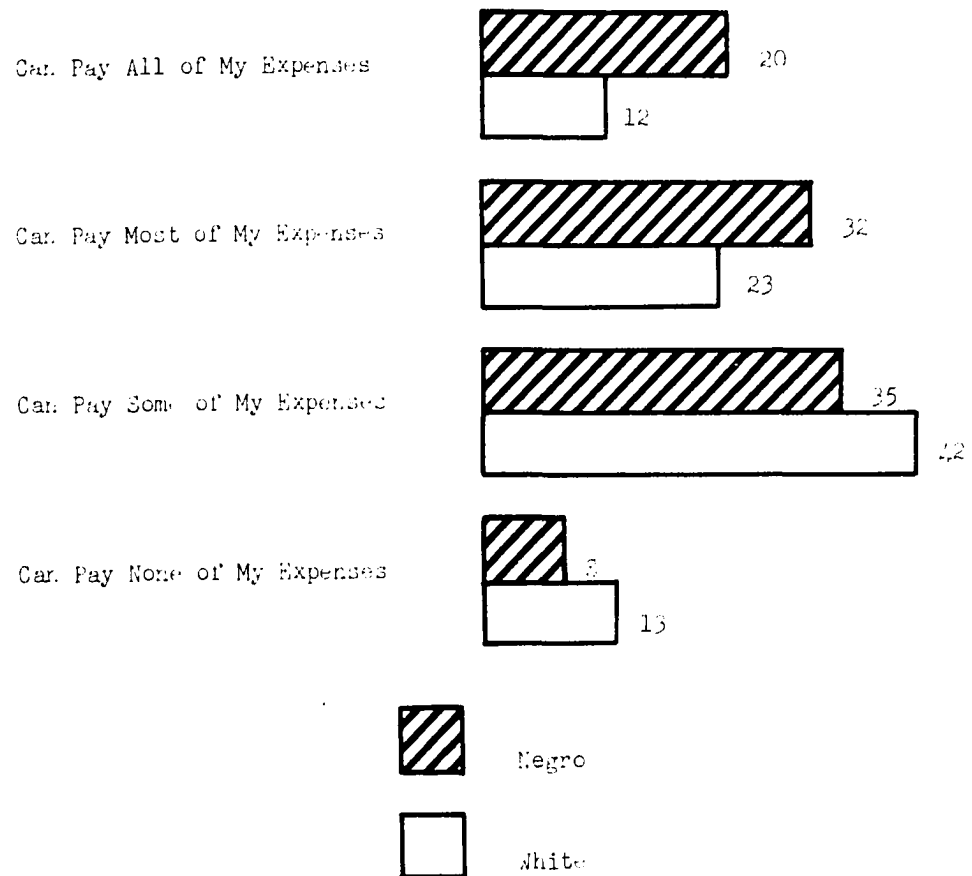 Can Pay All of My Expenses
20
12
Can Pay Most of My Expenses
32
23
Can Pay Some of My Expenses
35
42
Can Pay None of My Expenses
8
13
Negro
White